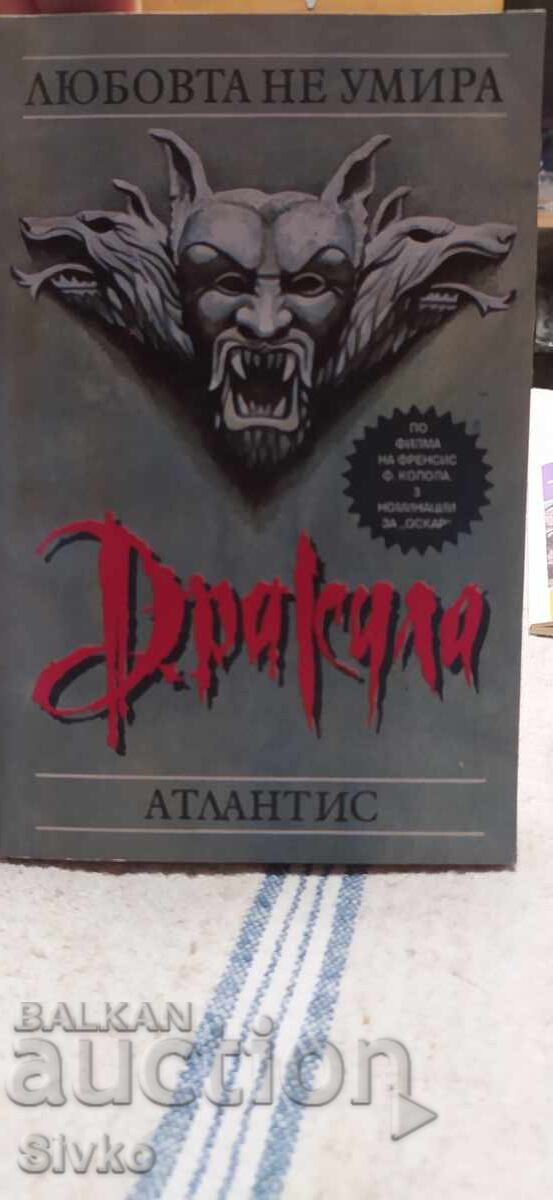 ЛЮБОВТА НЕ УМИРА
ПО
ФИЛМА
НА ФРЕНСИС
Ф. КОПОЛА,
3
НОМИНАЦИИ
ЗА „ОСКАР“
Дракула
АТЛАНТИС
BALKAN
auction
Sivko